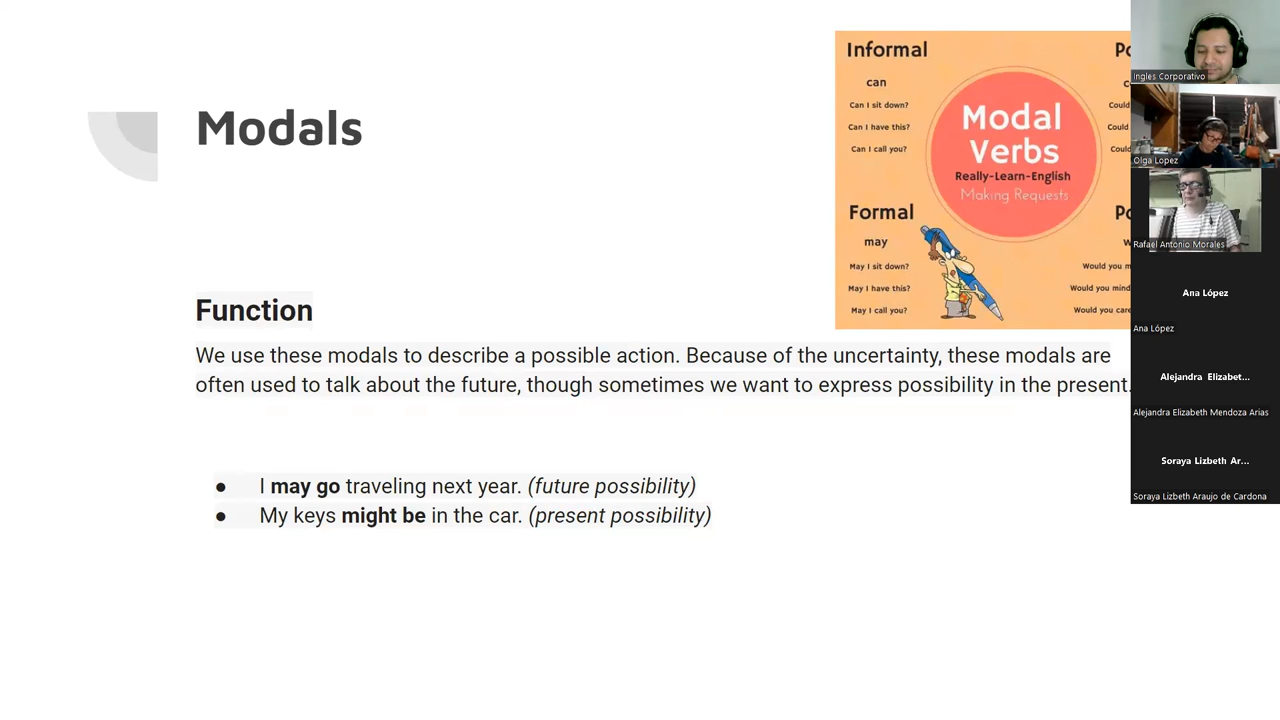 Modals
Informal
can
Can I sit down?
Can I have this?
Can I call you?
Modal
Verbs
Really-Learn-English
Making Requests
Could
Could
Formal
may
May I sit down?
May I have this?
May I call you?
Would you
Would you mind
Would you care
Function
We use these modals to describe a possible action. Because of the uncertainty, these modals are
often used to talk about the future, though sometimes we want to express possibility in the present.
● I may go traveling next year. (future possibility)
● My keys might be in the car. (present possibility)
Ingles Corporativo
Olga Lopez
Rafael Antonio Morales
Ana López
Ana López
Alejandra Elizabet...
Alejandra Elizabeth Mendoza Arias
Soraya Lizbeth Ar...
Soraya Lizbeth Araujo de Cardona